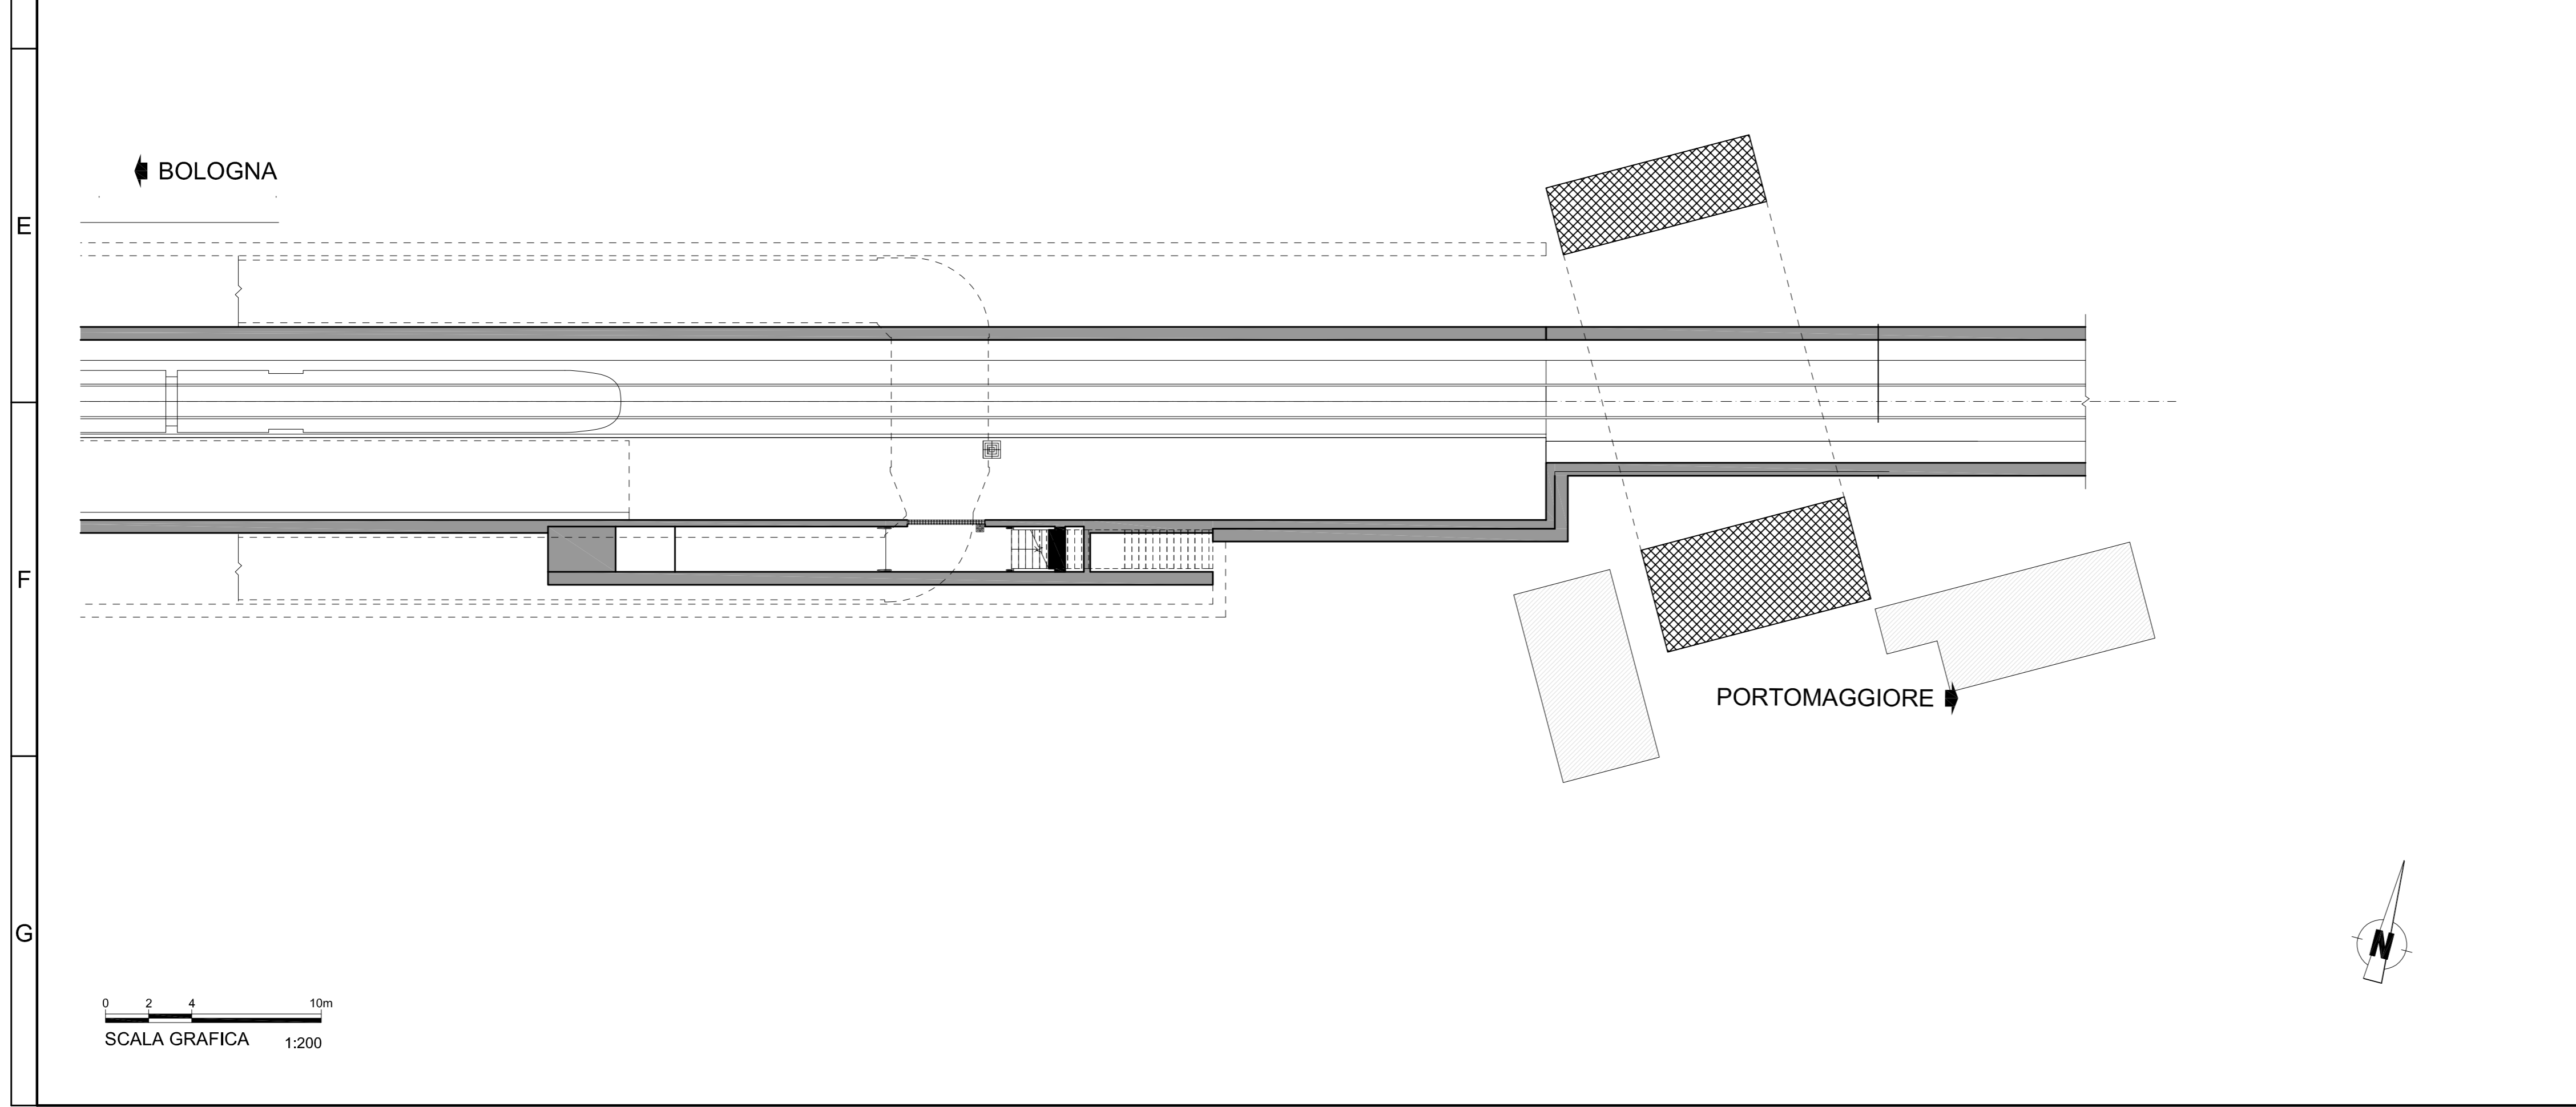 BOLOGNA
E
F
PORTOMAGGIORE
G
N
0 2 4 10m
SCALA GRAFICA 1:200